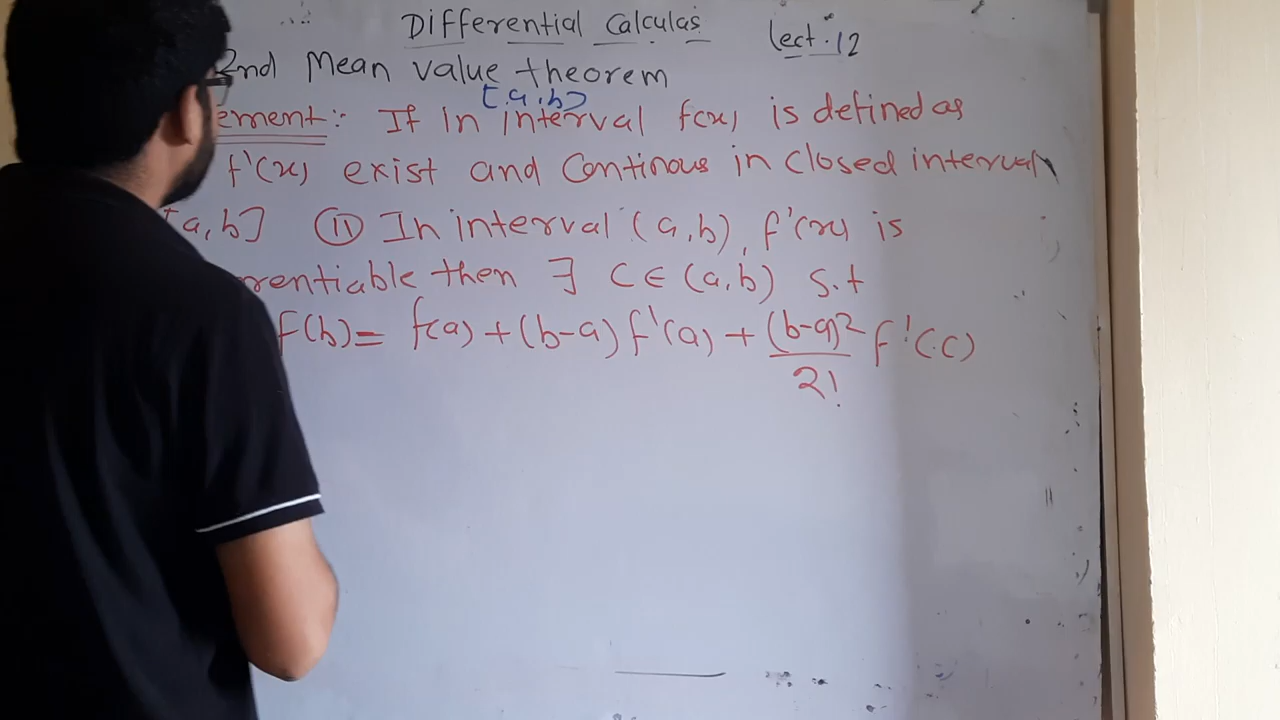 Differential Calculas Lect. 12
2nd Mean value theorem
[a, b]
ement:- If In interval f(x) is defined as
f'(x) exist and Continous in closed interval
[a, b] (ii) In interval (a, b), f'(x) is
rentiable then ∃ C ∈ (a, b) s.t
f(b) = f(a) + (b-a) f'(a) + (b-a)²/2! f'(c)